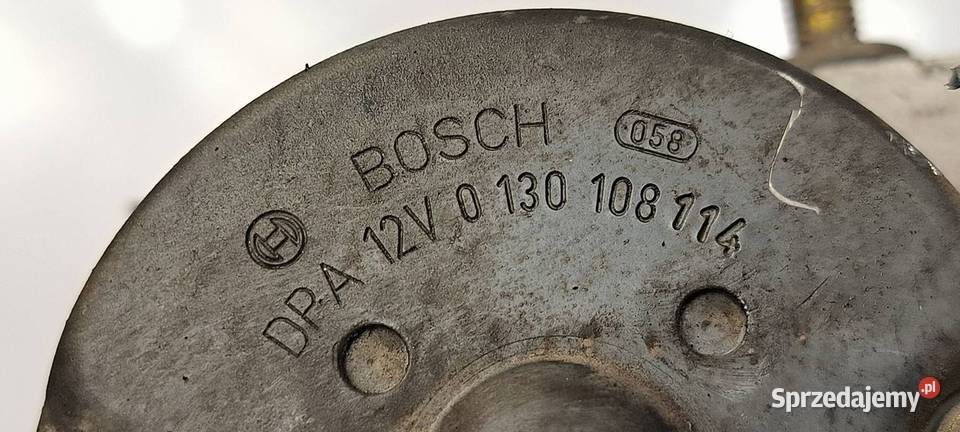 BOSCH
058
DPA 12V 0 130 108 114
Sprzedajemy.pl